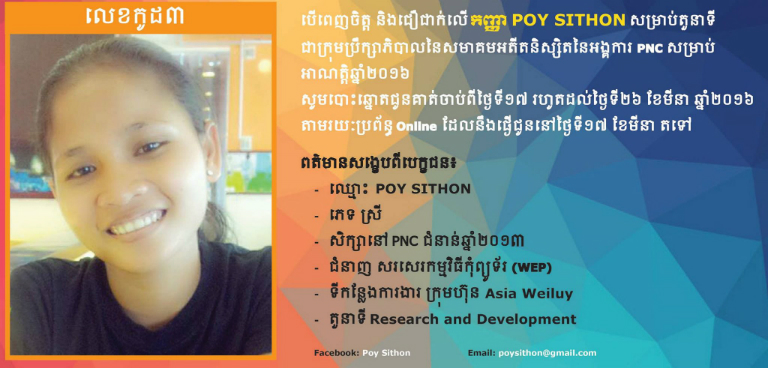 លេខកូដ៣
បើពេញចិត្ត និងជឿជាក់លើកញ្ញា POY SITHON សម្រាប់តួនាទី
ជាក្រុមប្រឹក្សាភិបាលនៃសមាគមអតីតនិស្សិតនៃអង្គការ PNC សម្រាប់
អាណត្តិឆ្នាំ២០១៦
សូមបោះឆ្នោតជូនគាត់ចាប់ពីថ្ងៃទី១៧ រហូតដល់ថ្ងៃទី២៦ ខែមីនា ឆ្នាំ២០១៦
តាមរយៈប្រព័ន្ធ Online ដែលនឹងផ្ញើជូននៅថ្ងៃទី១៧ ខែមីនា តទៅ
ពត៌មានសង្ខេបពីបេក្ខជន៖
- ឈ្មោះ POY SITHON
- ភេទ ស្រី
- សិក្សានៅ PNC ជំនាន់ឆ្នាំ២០១៣
- ជំនាញ សរសេរកម្មវិធីកុំព្យូទ័រ (WEP)
- ទីកន្លែងការងារ ក្រុមហ៊ុន Asia Weiluy
- តួនាទី Research and Development
Facebook: Poy Sithon Email: poysithon@gmail.com